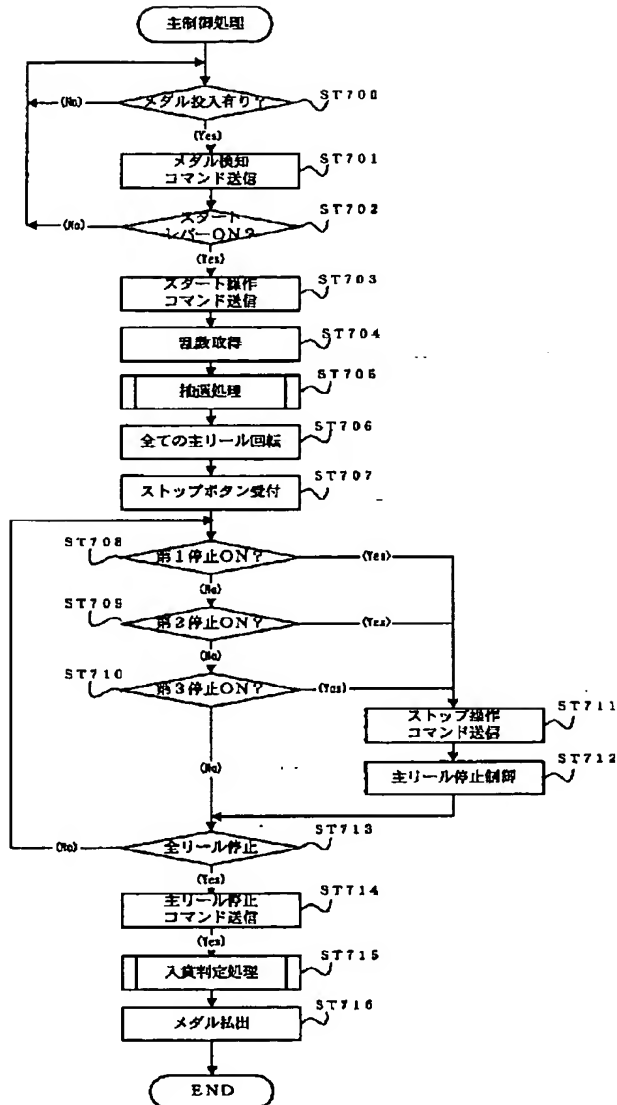 主制御処理
メダル投入有り?
ST700
(No)
(Yes)
メダル検知
コマンド送信
ST701
スタート
レバーON?
ST702
(No)
(Yes)
スタート操作
コマンド送信
ST703
乱数取得
ST704
抽選処理
ST705
全ての主リール回転
ST706
ストップボタン受付
ST707
ST708
第1停止ON?
(Yes)
(No)
ST709
第2停止ON?
(Yes)
(No)
ST710
第3停止ON?
(Yes)
ストップ操作
コマンド送信
ST711
(No)
主リール停止制御
ST712
全リール停止
ST713
(No)
(Yes)
主リール停止
コマンド送信
ST714
(Yes)
入賞判定処理
ST715
メダル払出
ST716
END